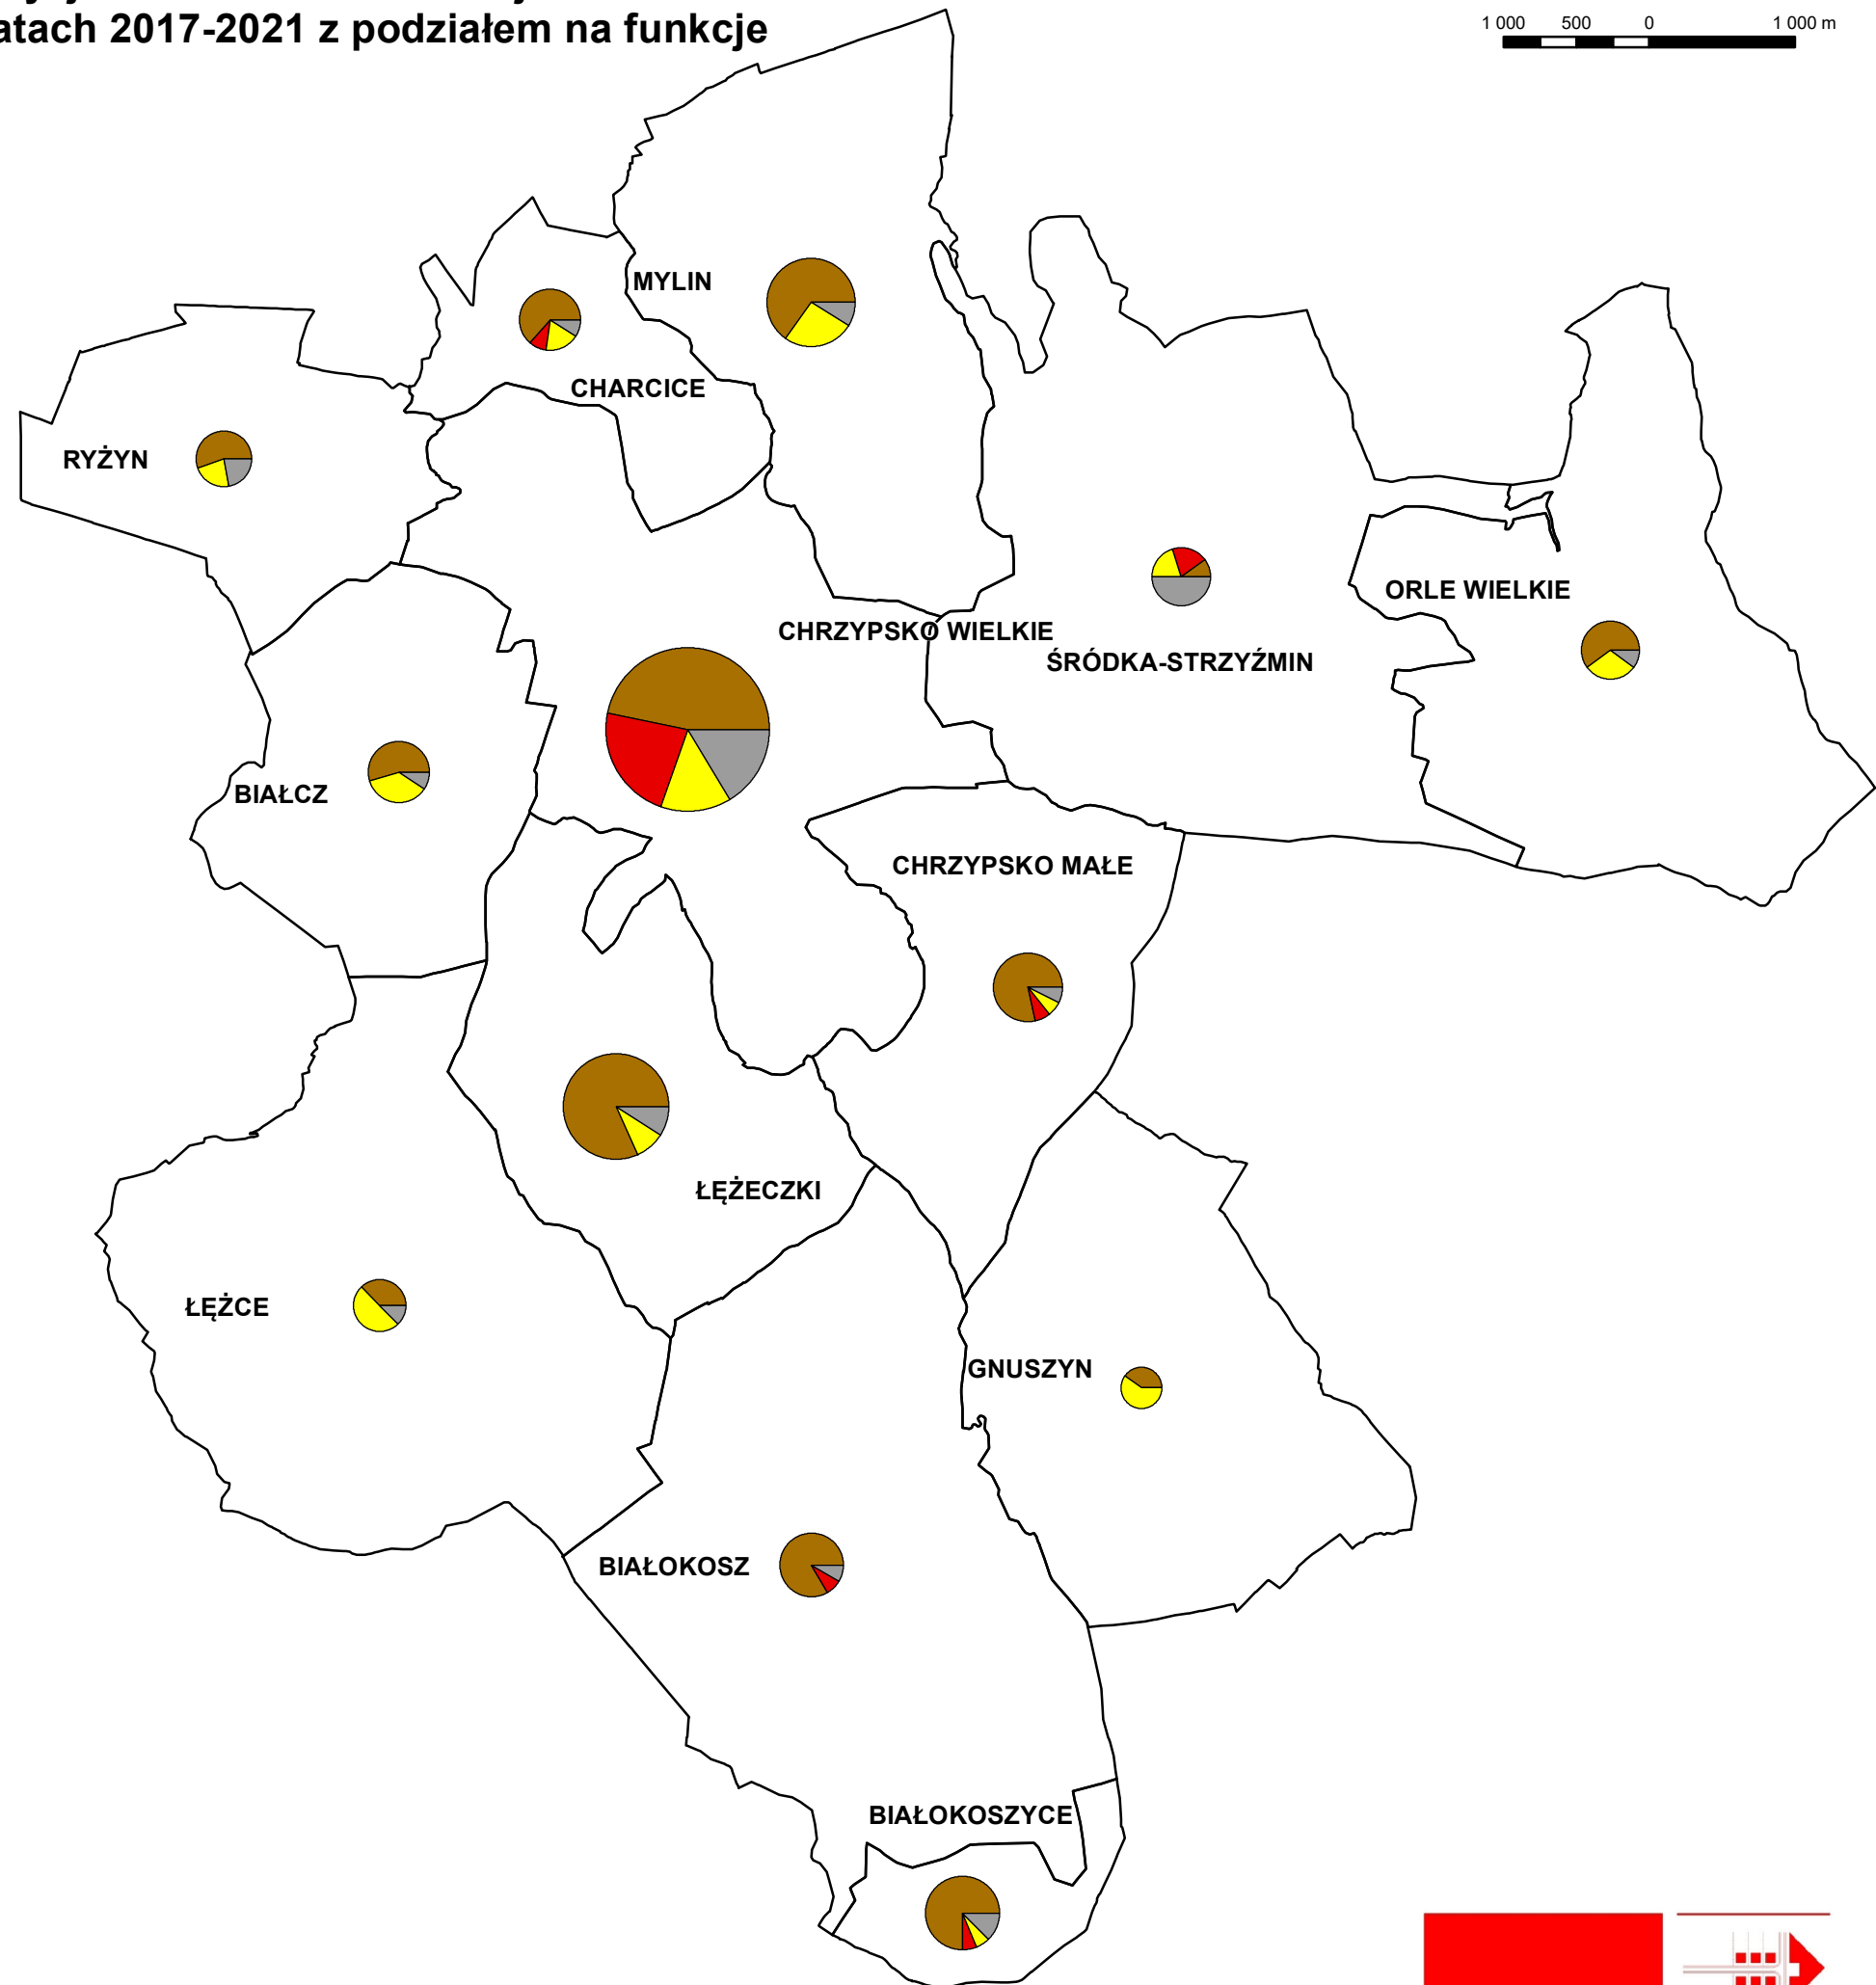 atach 2017-2021 z podziałem na funkcje
1 000 500 0 1 000 m
MYLIN
CHARCICE
RYŻYN
ORLE WIELKIE
CHRZYPSKO WIELKIE
ŚRÓDKA-STRZYŹMIN
BIAŁCZ
CHRZYPSKO MAŁE
ŁĘŻECZKI
ŁĘŻCE
GNUSZYN
BIAŁOKOSZ
BIAŁOKOSZYCE